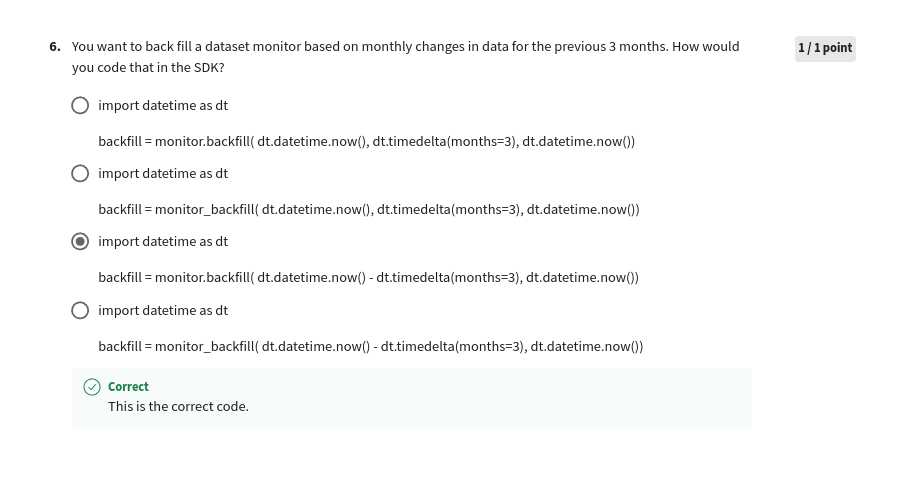 6. You want to back fill a dataset monitor based on monthly changes in data for the previous 3 months. How would
you code that in the SDK?
1 / 1 point
import datetime as dt
backfill = monitor.backfill( dt.datetime.now(), dt.timedelta(months=3), dt.datetime.now())
import datetime as dt
backfill = monitor_backfill( dt.datetime.now(), dt.timedelta(months=3), dt.datetime.now())
import datetime as dt
backfill = monitor.backfill( dt.datetime.now() - dt.timedelta(months=3), dt.datetime.now())
import datetime as dt
backfill = monitor_backfill( dt.datetime.now() - dt.timedelta(months=3), dt.datetime.now())
Correct
This is the correct code.